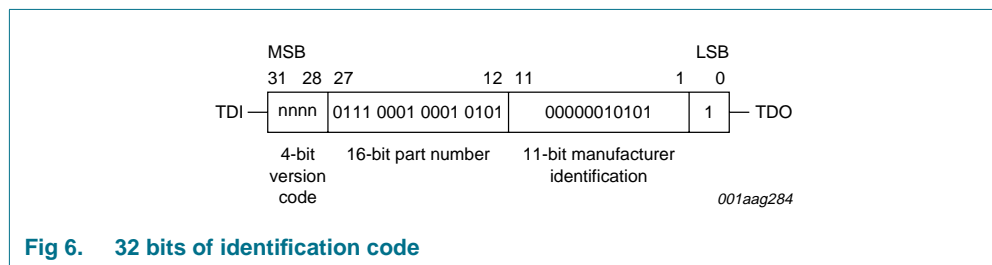 MSB LSB
31 28 27 12 11 1 0
TDI nnnn 0111 0001 0001 0101 00000010101 1 TDO
4-bit 16-bit part number 11-bit manufacturer
version identification
code
001aag284
Fig 6. 32 bits of identification code